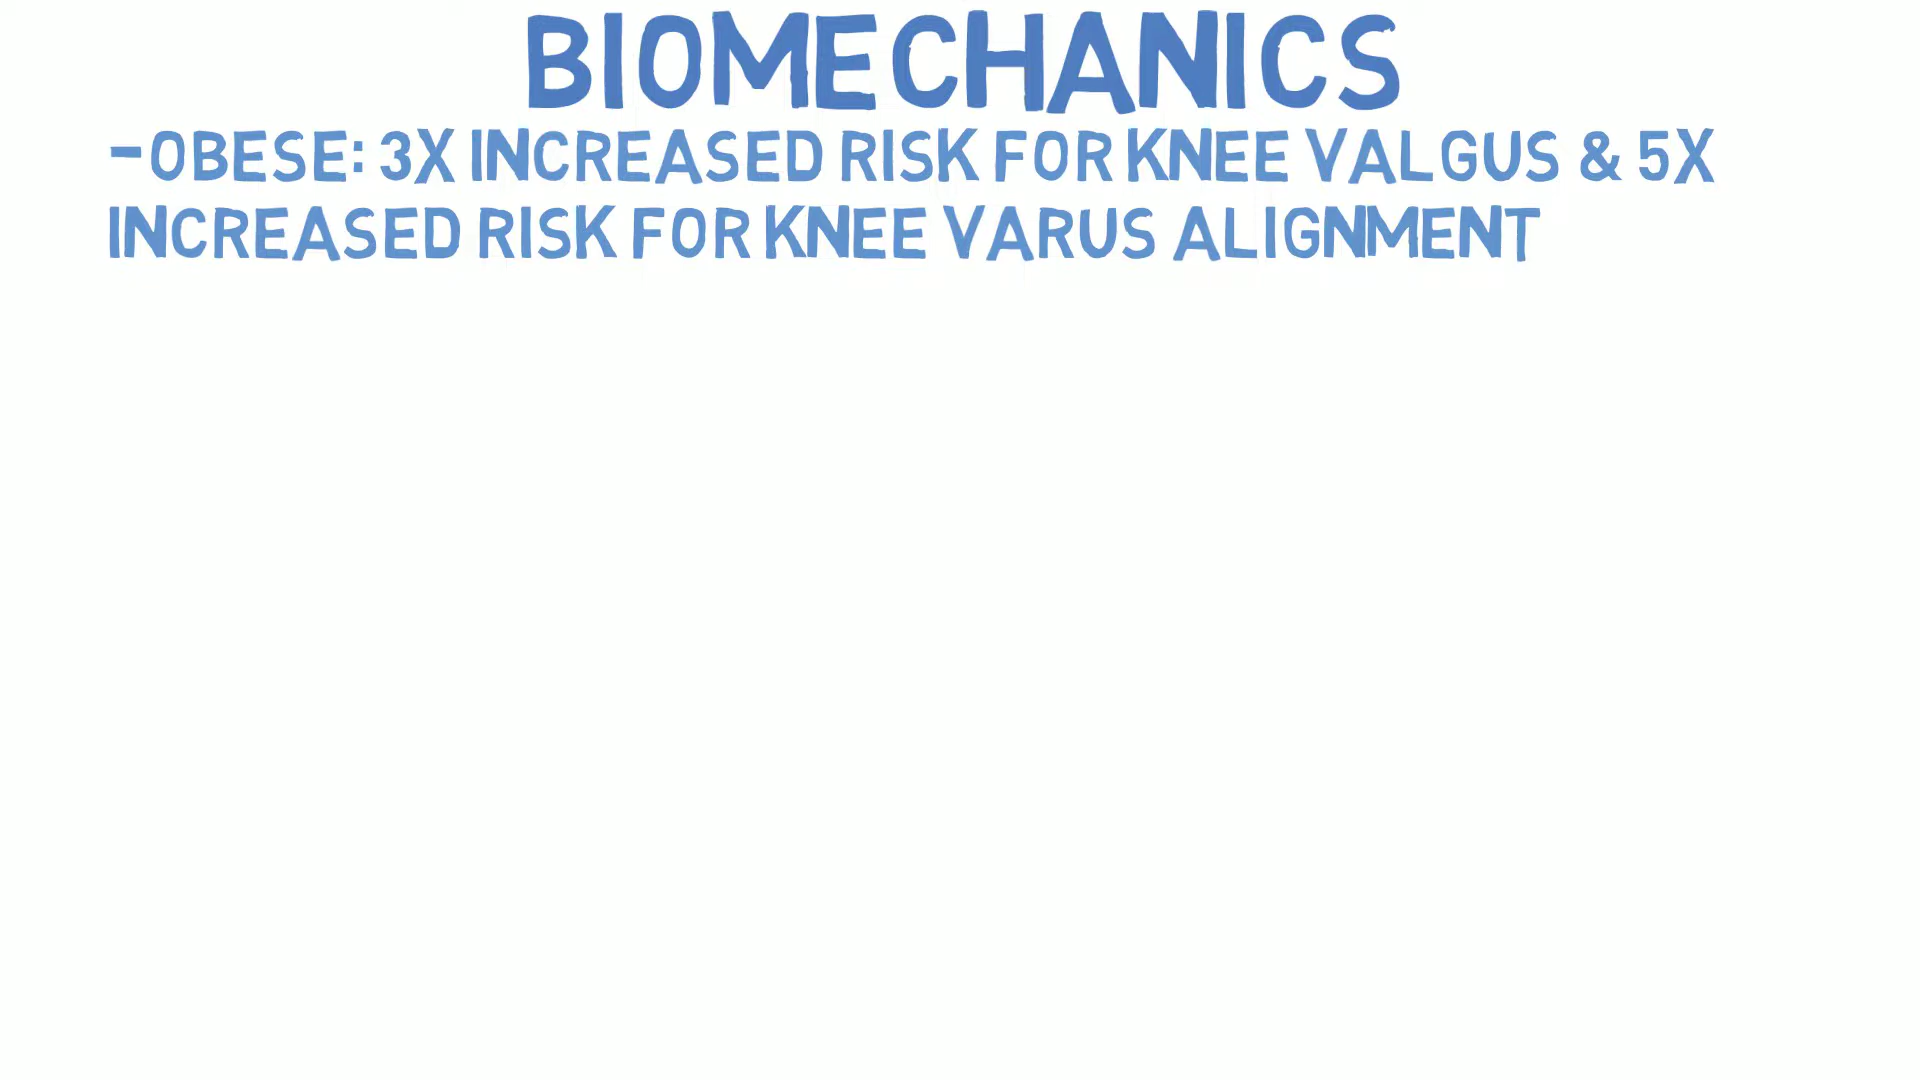 BIOMECHANICS
-OBESE: 3X INCREASED RISK FOR KNEE VALGUS & 5X
INCREASED RISK FOR KNEE VARUS ALIGNMENT